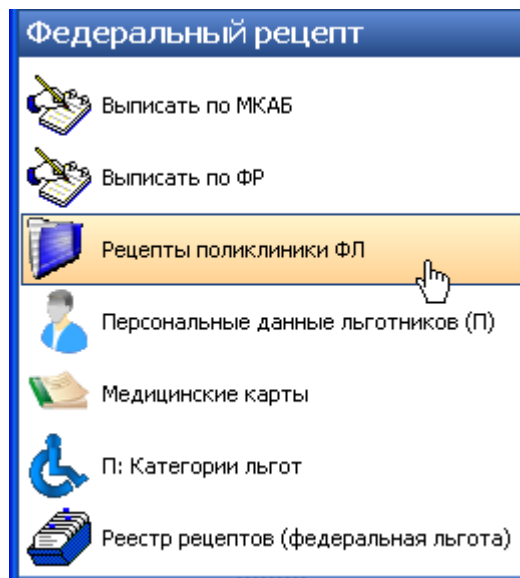 Федеральный рецепт
Выписать по МКАБ
Выписать по ФР
Рецепты поликлиники ФЛ
Персональные данные льготников (П)
Медицинские карты
П: Категории льгот
Реестр рецептов (федеральная льгота)